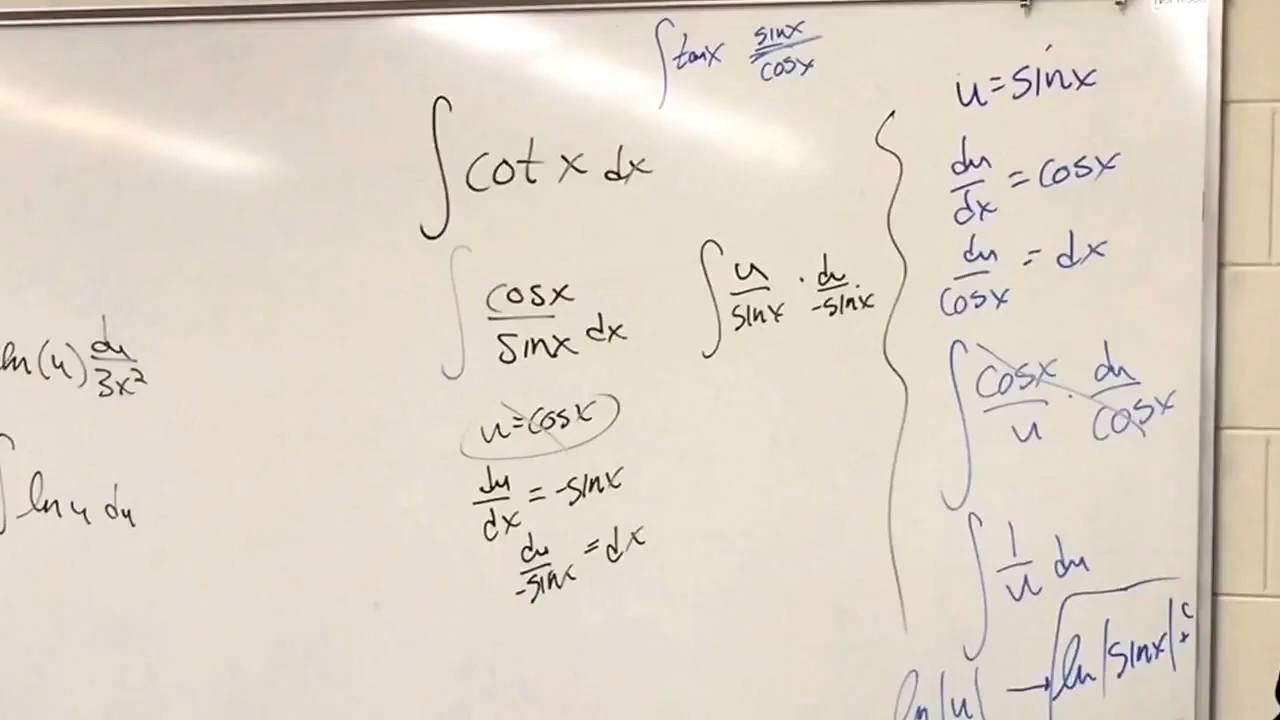 ∫tanx sinx/cosx
∫cot x dx
∫ cosx/sinx dx
u=cosx
du/dx = -sinx
du/-sinx = dx
∫ u/sinx · du/-sinx
u=sinx
du/dx = cosx
du/cosx = dx
∫ cosx/u · du/cosx
∫ 1/u du
ln|u| → ln|sinx| + c
ln(u) du/3x²
∫ ln u du